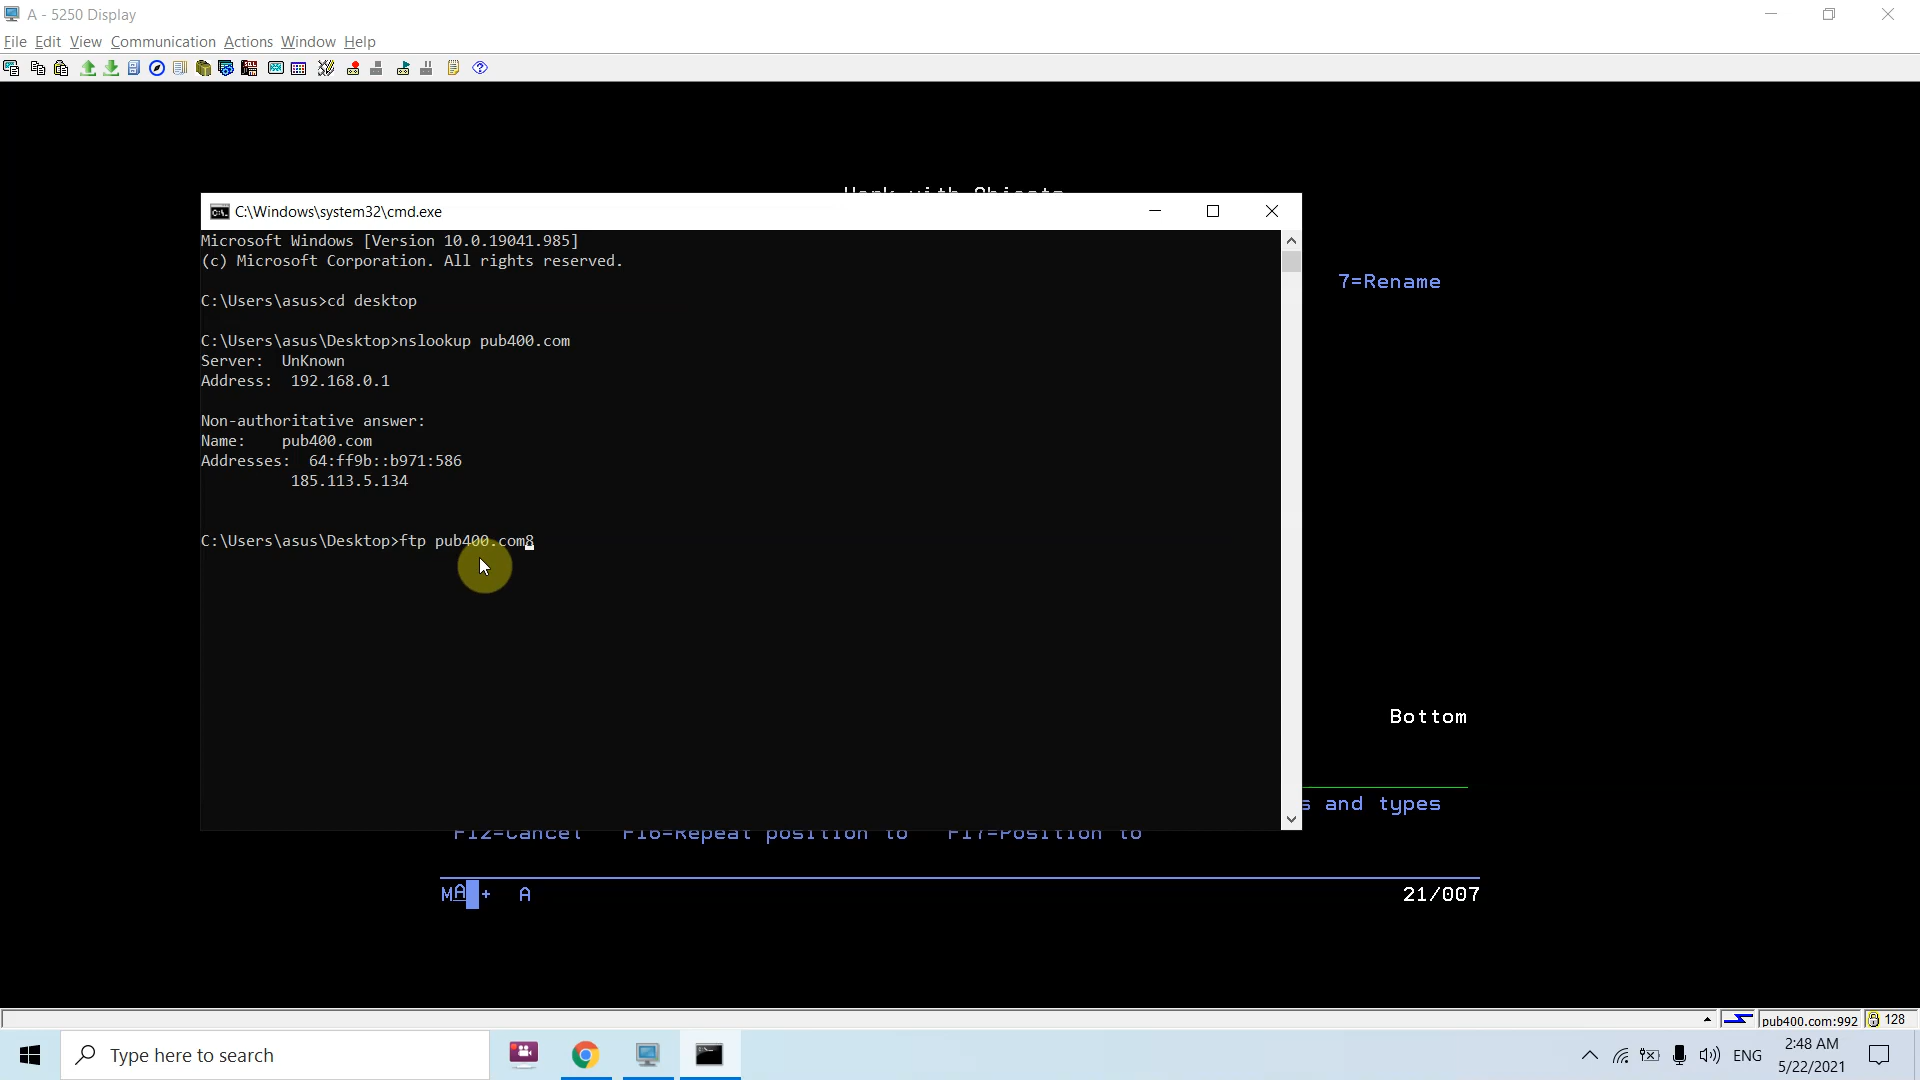 A - 5250 Display
File Edit View Communication Actions Window Help
Work with Objects
C:\Windows\system32\cmd.exe
Microsoft Windows [Version 10.0.19041.985]
(c) Microsoft Corporation. All rights reserved.
7=Rename
C:\Users\asus>cd desktop
C:\Users\asus\Desktop>nslookup pub400.com
Server:  UnKnown
Address:  192.168.0.1
Non-authoritative answer:
Name:    pub400.com
Addresses:  64:ff9b::b971:586
185.113.5.134
C:\Users\asus\Desktop>ftp pub400.com8
Bottom
s and types
F12=Cancel   F16=Repeat position to   F17=Position to
MA + A 21/007
pub400.com:992 128
Type here to search
ENG
2:48 AM
5/22/2021